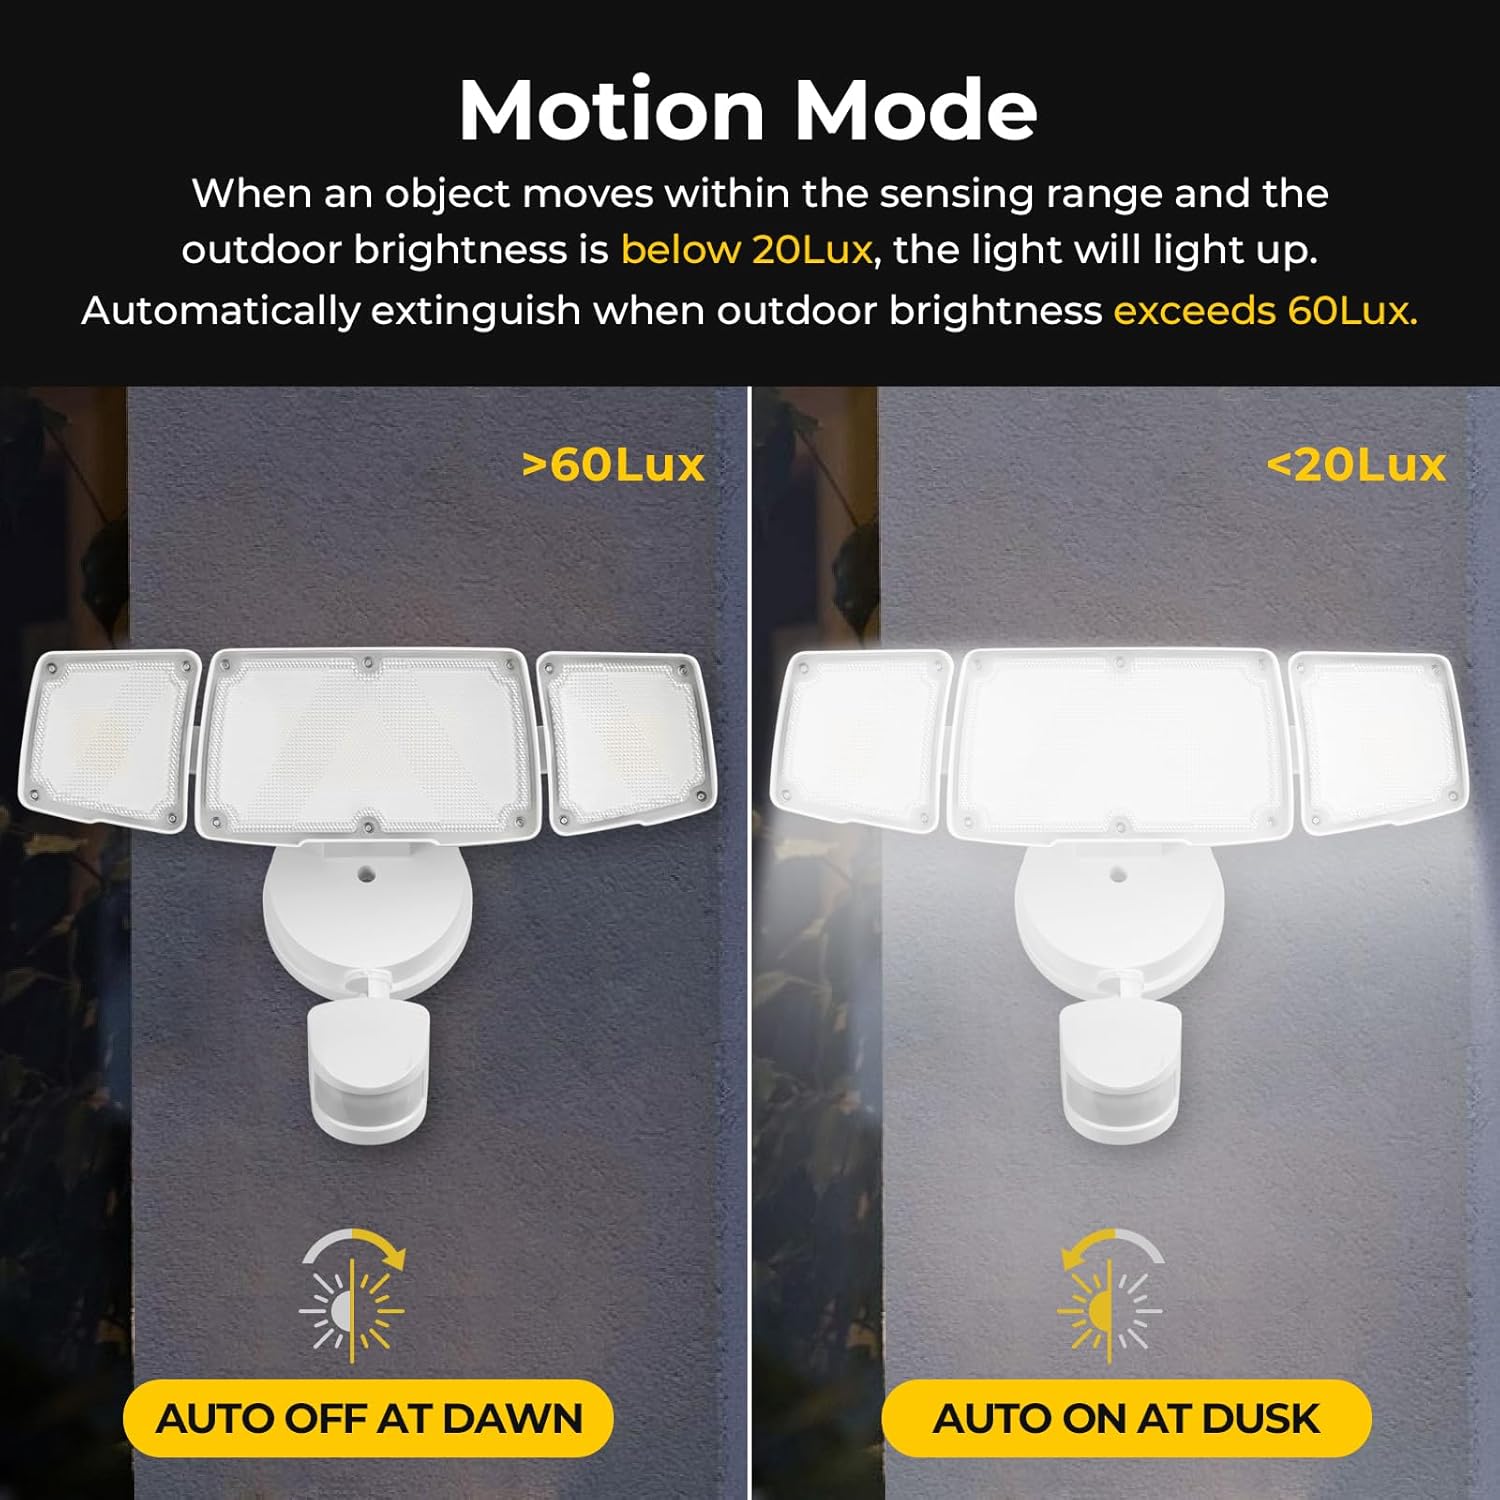 Motion Mode
When an object moves within the sensing range and the
outdoor brightness is below 20Lux, the light will light up.
Automatically extinguish when outdoor brightness exceeds 60Lux.
>60Lux
<20Lux
AUTO OFF AT DAWN
AUTO ON AT DUSK